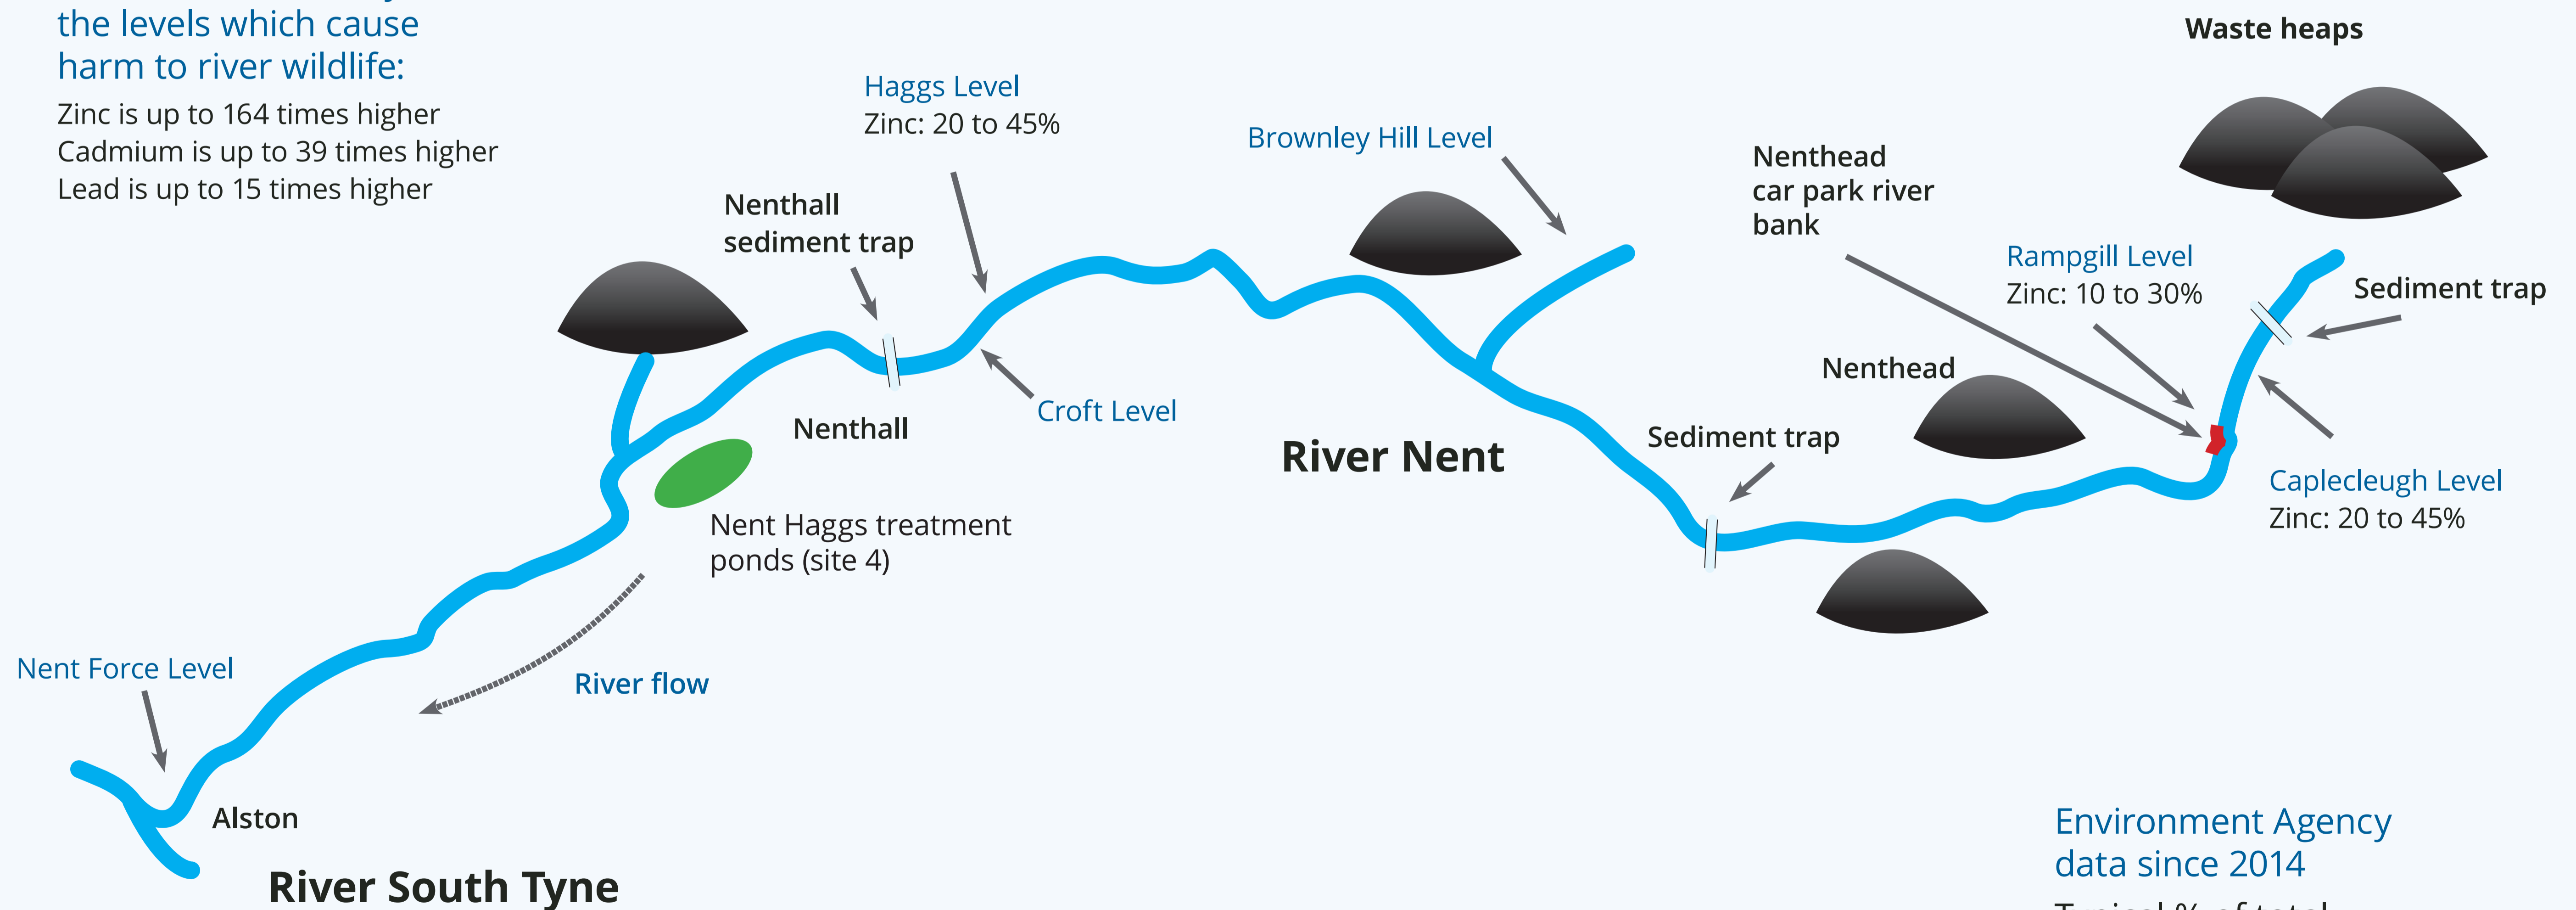 the levels which cause
harm to river wildlife:
Zinc is up to 164 times higher
Cadmium is up to 39 times higher
Lead is up to 15 times higher
Haggs Level
Zinc: 20 to 45%
Nenthall
sediment trap
Brownley Hill Level
Nenthead
car park river
bank
Waste heaps
Rampgill Level
Zinc: 10 to 30%
Sediment trap
Nenthead
Croft Level
Nenthall
River Nent
Sediment trap
Caplecleugh Level
Zinc: 20 to 45%
Nent Haggs treatment
ponds (site 4)
River flow
Nent Force Level
Alston
River South Tyne
Environment Agency
data since 2014
Typical % of total